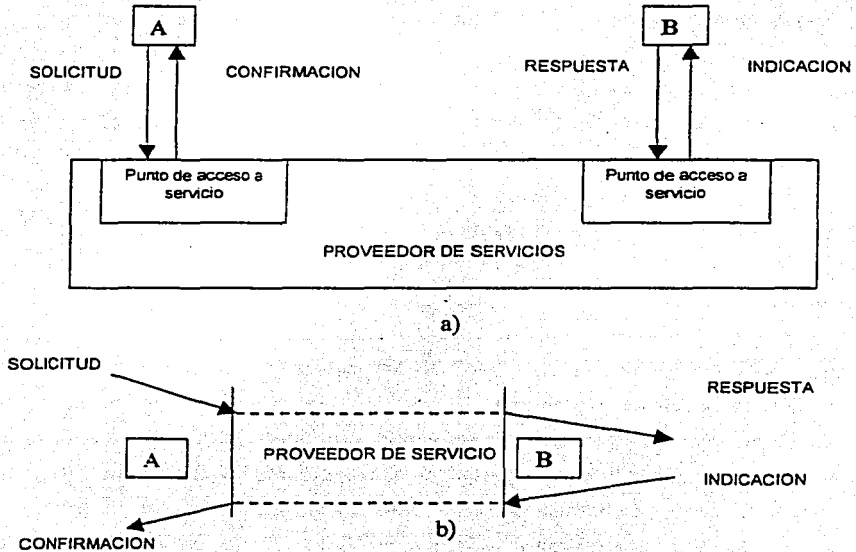 A
B
SOLICITUD
CONFIRMACION
RESPUESTA
INDICACION
Punto de acceso a
servicio
Punto de acceso a
servicio
PROVEEDOR DE SERVICIOS
a)
SOLICITUD
RESPUESTA
A
PROVEEDOR DE SERVICIO
B
INDICACION
CONFIRMACION
b)